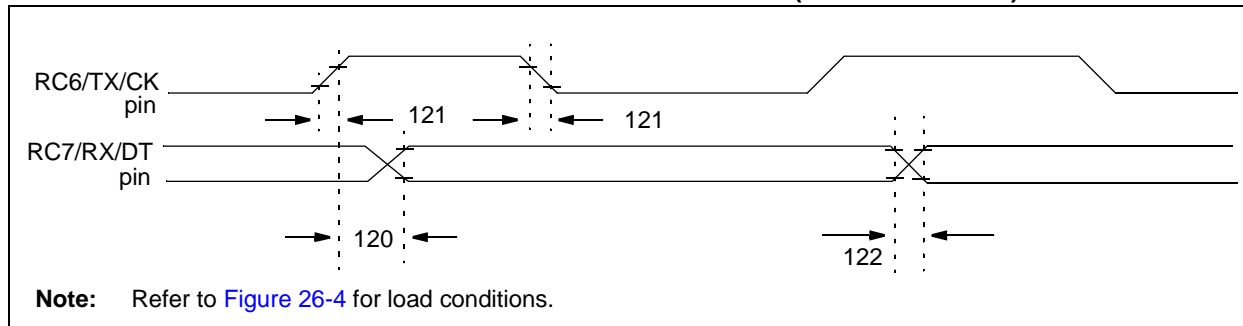 RC6/TX/CK
pin
121
121
RC7/RX/DT
pin
120
122
Note: Refer to Figure 26-4 for load conditions.